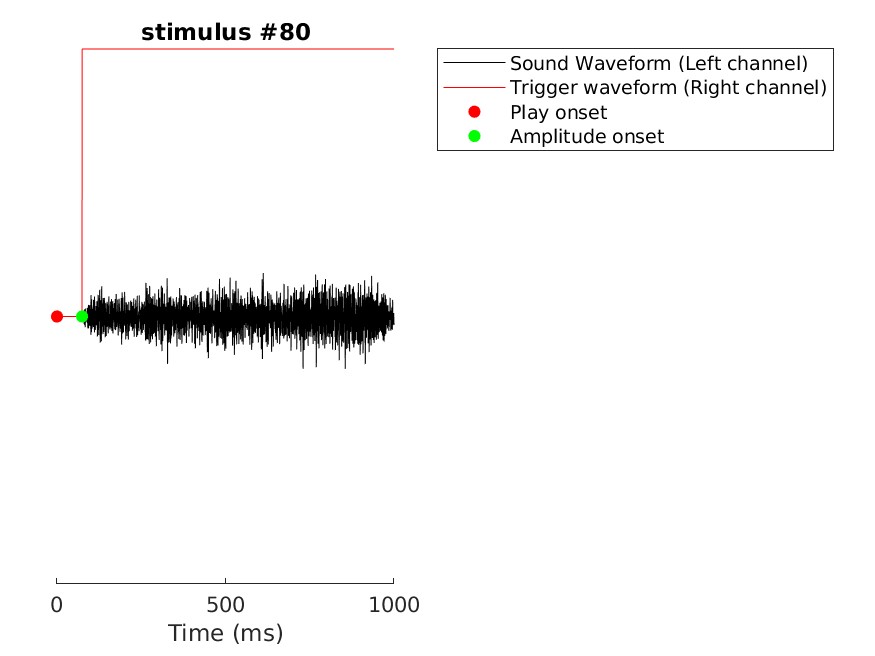 stimulus #80
Sound Waveform (Left channel)
Trigger waveform (Right channel)
Play onset
Amplitude onset
0 500 1000
Time (ms)